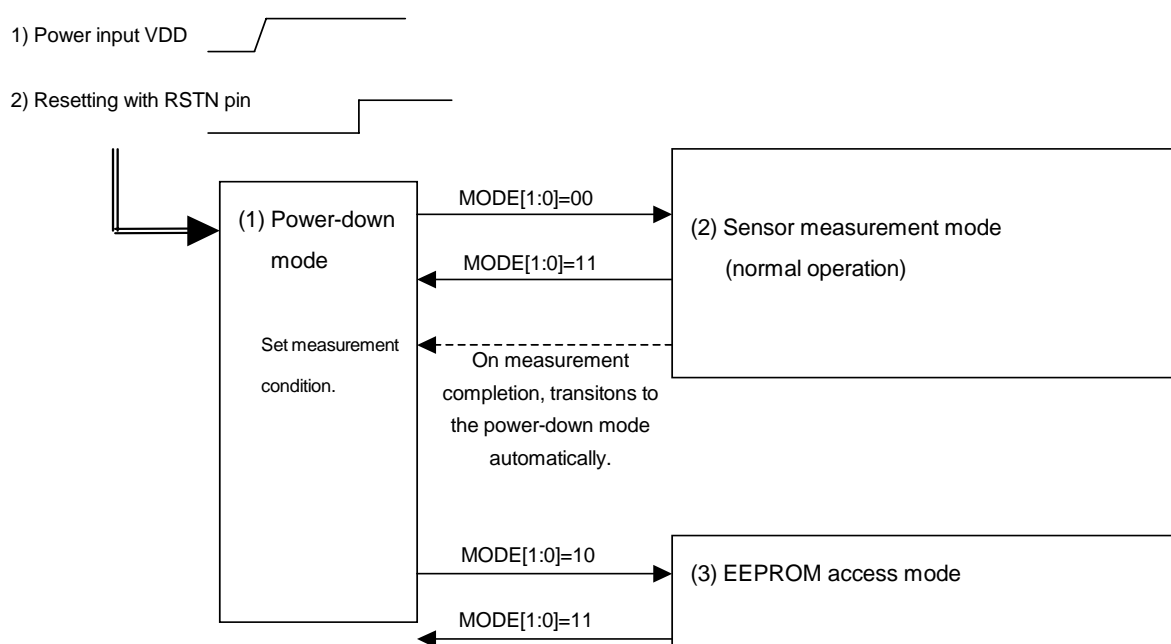 1) Power input VDD
2) Resetting with RSTN pin
(1) Power-down
mode
Set measurement
condition.
MODE[1:0]=00
MODE[1:0]=11
On measurement
completion, transitons to
the power-down mode
automatically.
MODE[1:0]=10
MODE[1:0]=11
(2) Sensor measurement mode
(normal operation)
(3) EEPROM access mode